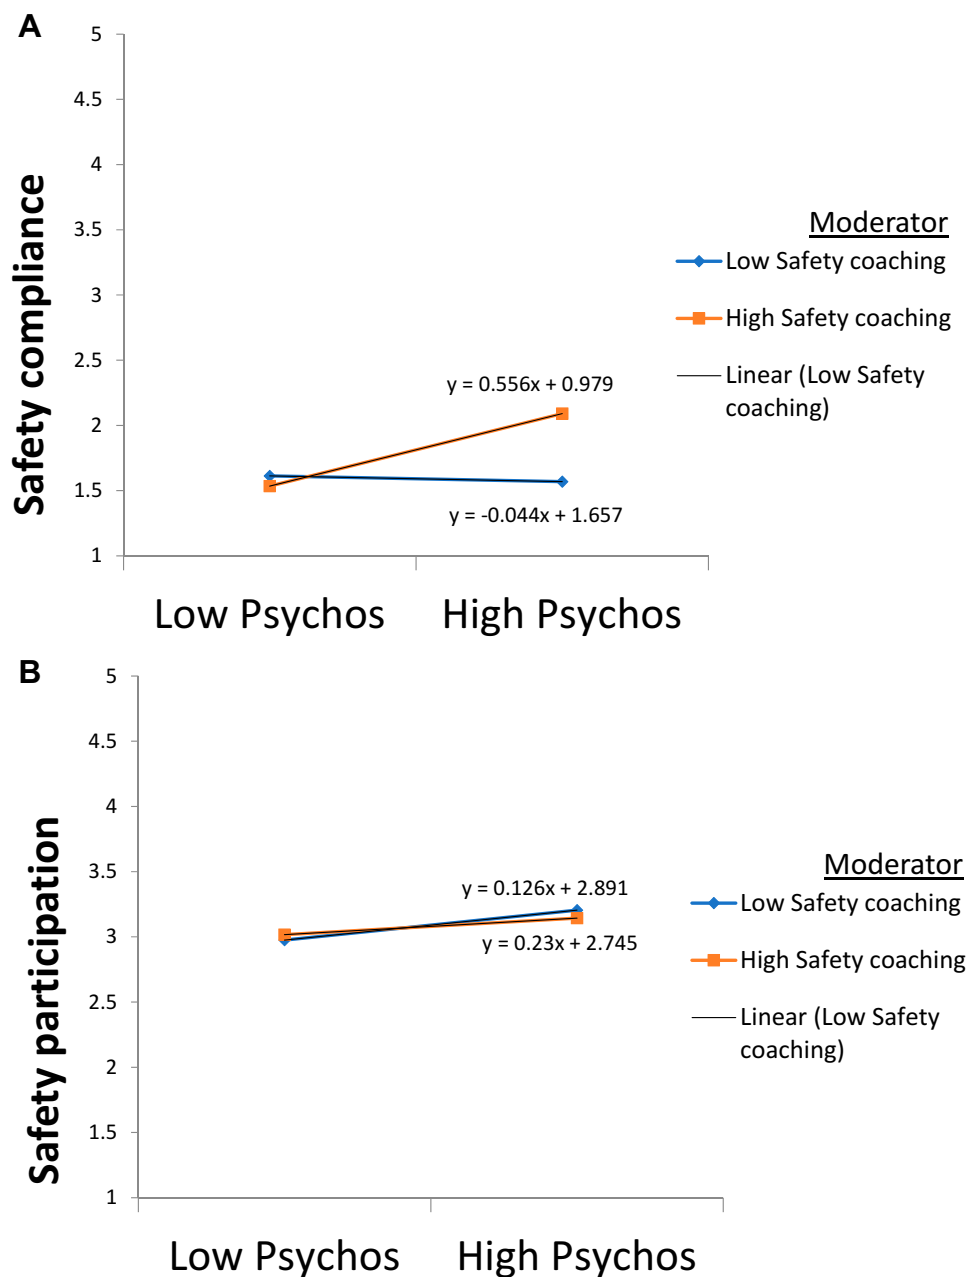 A
5
4.5
4
3.5
3
2.5
2
1.5
1
Safety compliance
y = 0.556x + 0.979
y = -0.044x + 1.657
Low Psychos
High Psychos
Moderator
Low Safety coaching
High Safety coaching
Linear (Low Safety
coaching)
B
5
4.5
4
3.5
3
2.5
2
1.5
1
Safety participation
y = 0.126x + 2.891
y = 0.23x + 2.745
Low Psychos
High Psychos
Moderator
Low Safety coaching
High Safety coaching
Linear (Low Safety
coaching)